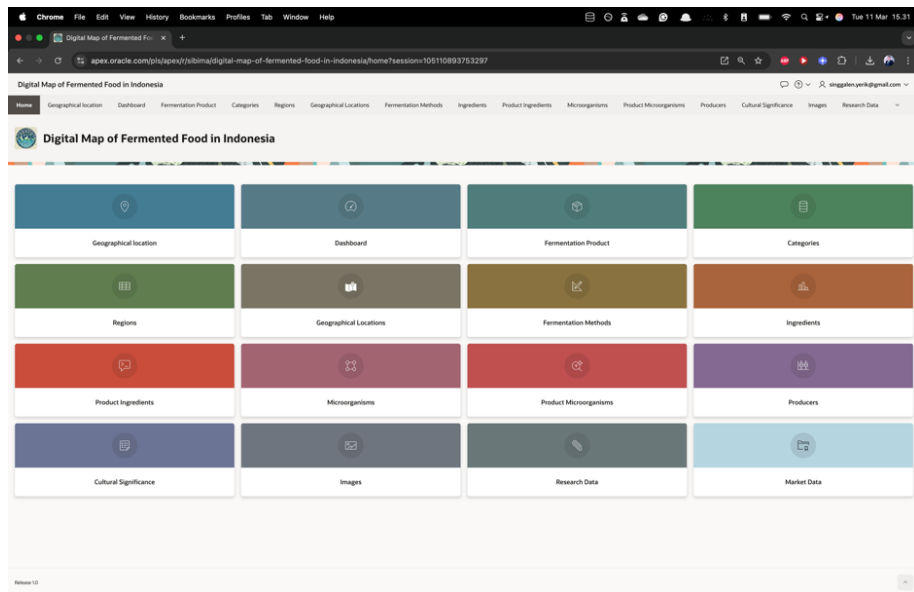 Chrome File Edit View History Bookmarks Profiles Tab Window Help Tue 11 Mar 15.31
Digital Map of Fermented Foo
apex.oracle.com/pls/apex/r/sibima/digital-map-of-fermented-food-in-indonesia/home?session=105110893753297
Digital Map of Fermented Food in Indonesia singgalen.yerik@gmail.com
Home Geographical location Dashboard Fermentation Product Categories Regions Geographical Locations Fermentation Methods Ingredients Product Ingredients Microorganisms Product Microorganisms Producers Cultural Significance Images Research Data
Digital Map of Fermented Food in Indonesia
Geographical location Dashboard Fermentation Product Categories
Regions Geographical Locations Fermentation Methods Ingredients
Product Ingredients Microorganisms Product Microorganisms Producers
Cultural Significance Images Research Data Market Data
Release 1.0